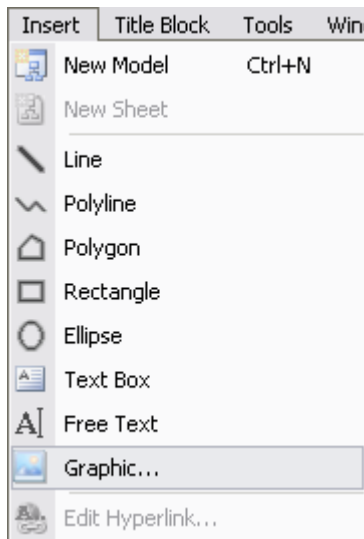 Insert Title Block Tools
New Model Ctrl+N
New Sheet
Line
Polyline
Polygon
Rectangle
Ellipse
Text Box
Free Text
Graphic...
Edit Hyperlink...